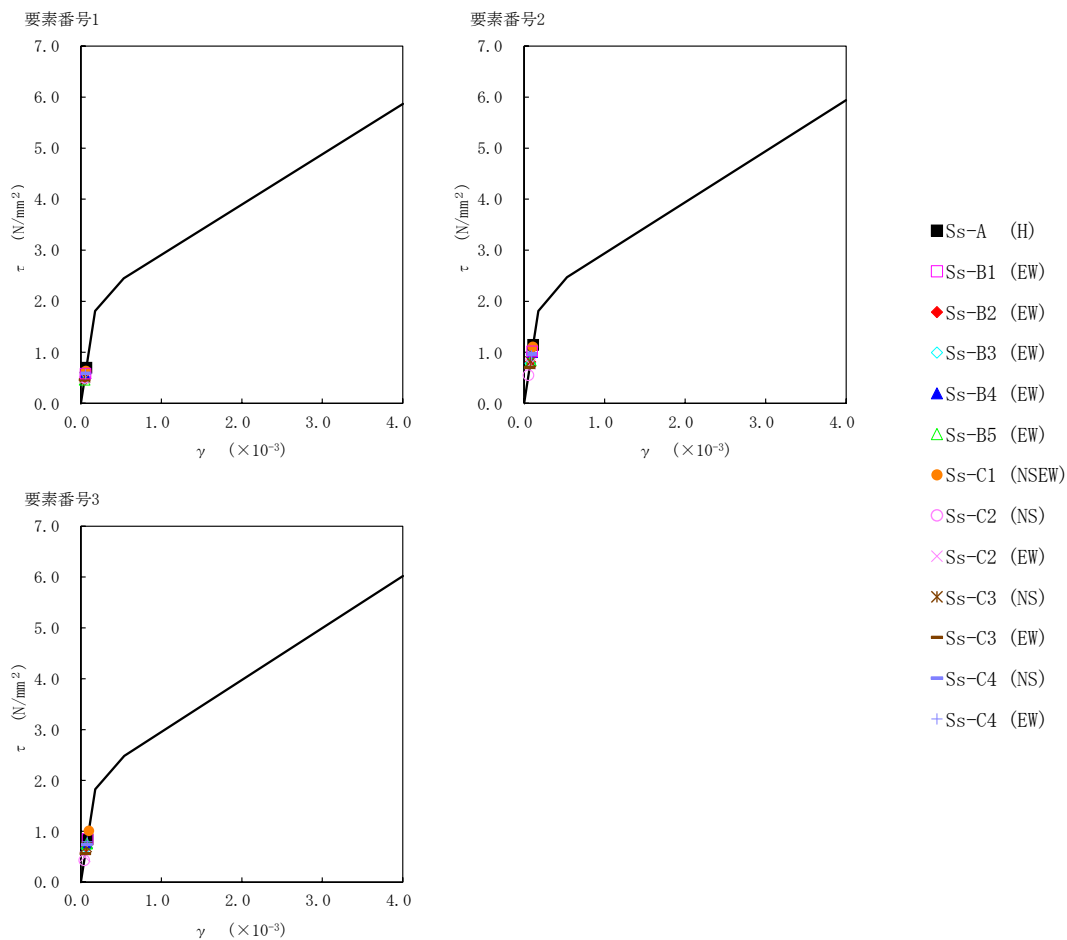 要素番号1
7.0
6.0
5.0
4.0
3.0
2.0
1.0
0.0
τ (N/mm²)
0.0 1.0 2.0 3.0 4.0
γ (×10⁻³)
要素番号2
7.0
6.0
5.0
4.0
3.0
2.0
1.0
0.0
τ (N/mm²)
0.0 1.0 2.0 3.0 4.0
γ (×10⁻³)
要素番号3
7.0
6.0
5.0
4.0
3.0
2.0
1.0
0.0
τ (N/mm²)
0.0 1.0 2.0 3.0 4.0
γ (×10⁻³)
Ss-A (H)
Ss-B1 (EW)
Ss-B2 (EW)
Ss-B3 (EW)
Ss-B4 (EW)
Ss-B5 (EW)
Ss-C1 (NSEW)
Ss-C2 (NS)
Ss-C2 (EW)
Ss-C3 (NS)
Ss-C3 (EW)
Ss-C4 (NS)
Ss-C4 (EW)